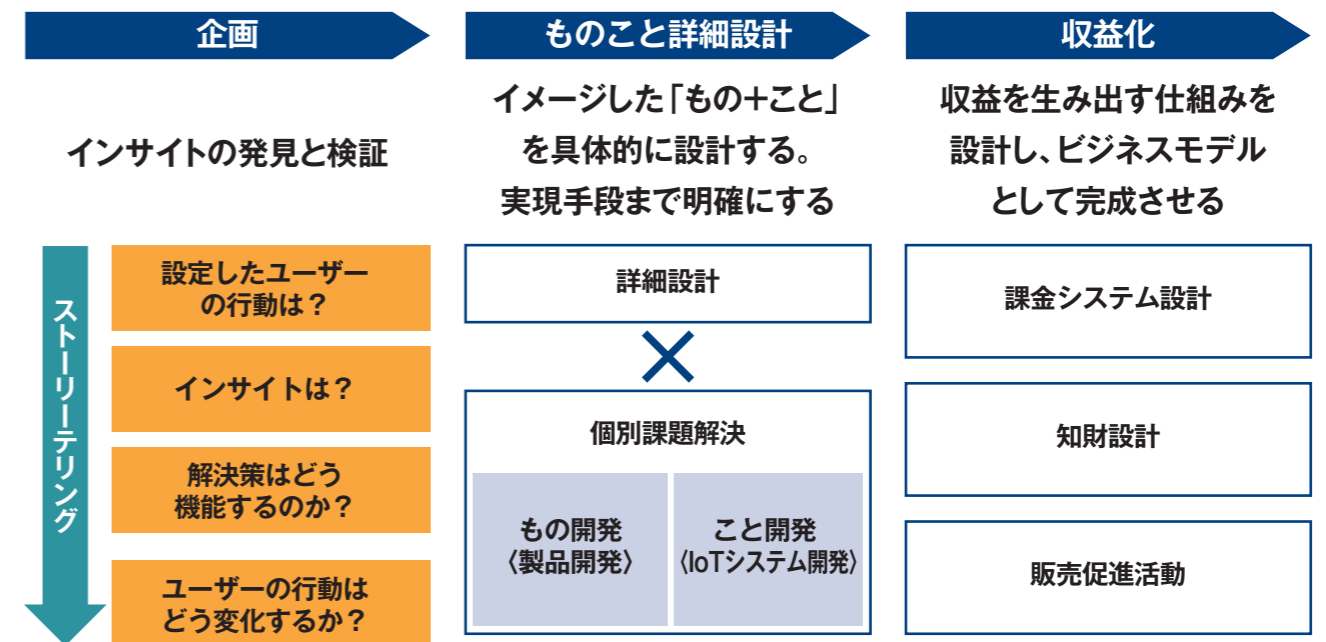 企画
インサイトの発見と検証
ストーリーテリング
設定したユーザー
の行動は？
インサイトは？
解決策はどう
機能するのか？
ユーザーの行動は
どう変化するか？
ものこと詳細設計
イメージした「もの＋こと」
を具体的に設計する。
実現手段まで明確にする
詳細設計
×
個別課題解決
もの開発
〈製品開発〉
こと開発
〈IoTシステム開発〉
収益化
収益を生み出す仕組みを
設計し、ビジネスモデル
として完成させる
課金システム設計
知財設計
販売促進活動